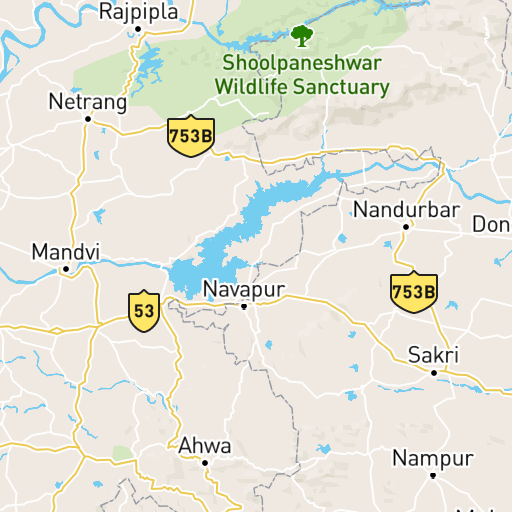 Rajpipla
Shoolpaneshwar
Wildlife Sanctuary
Netrang
753B
Nandurbar
Don
Mandvi
Navapur
753B
53
Sakri
Ahwa
Nampur